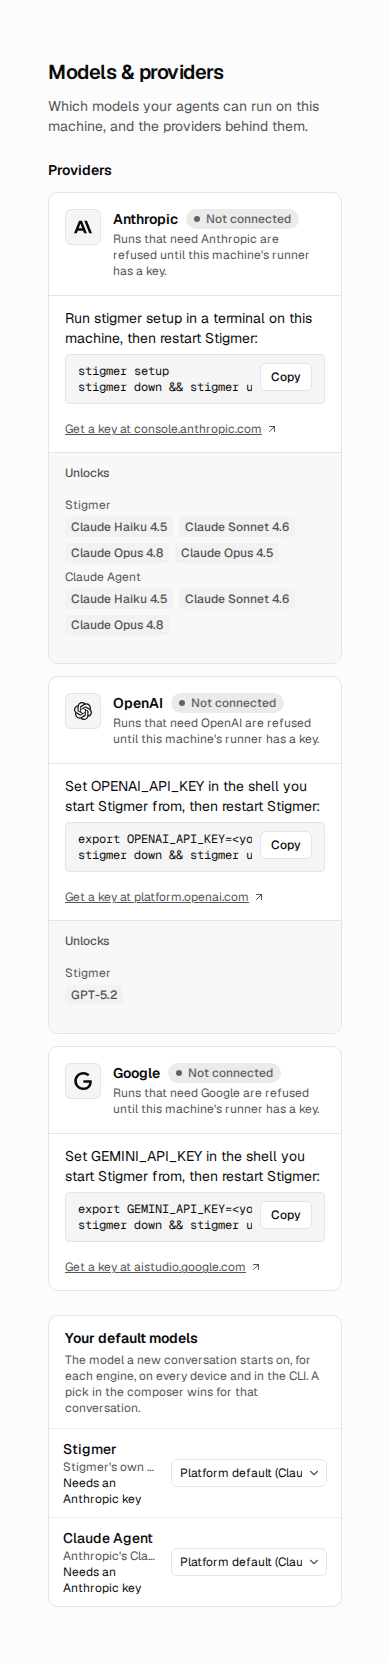 Models & providers
Which models your agents can run on this
machine, and the providers behind them.
Providers
Anthropic
Not connected
Runs that need Anthropic are
refused until this machine's runner
has a key.
Run stigmer setup in a terminal on this
machine, then restart Stigmer:
stigmer setup
stigmer down && stigmer u
Copy
Get a key at console.anthropic.com
Unlocks
Stigmer
Claude Haiku 4.5 Claude Sonnet 4.6
Claude Opus 4.8 Claude Opus 4.5
Claude Agent
Claude Haiku 4.5 Claude Sonnet 4.6
Claude Opus 4.8
OpenAI
Not connected
Runs that need OpenAI are refused
until this machine's runner has a key.
Set OPENAI_API_KEY in the shell you
start Stigmer from, then restart Stigmer:
export OPENAI_API_KEY=<yo
stigmer down && stigmer u
Copy
Get a key at platform.openai.com
Unlocks
Stigmer
GPT-5.2
Google
Not connected
Runs that need Google are refused
until this machine's runner has a key.
Set GEMINI_API_KEY in the shell you
start Stigmer from, then restart Stigmer:
export GEMINI_API_KEY=<yo
stigmer down && stigmer u
Copy
Get a key at aistudio.google.com
Your default models
The model a new conversation starts on, for
each engine, on every device and in the CLI. A
pick in the composer wins for that
conversation.
Stigmer
Stigmer's own ...
Needs an
Anthropic key
Platform default (Clau
Claude Agent
Anthropic's Cla...
Needs an
Anthropic key
Platform default (Clau